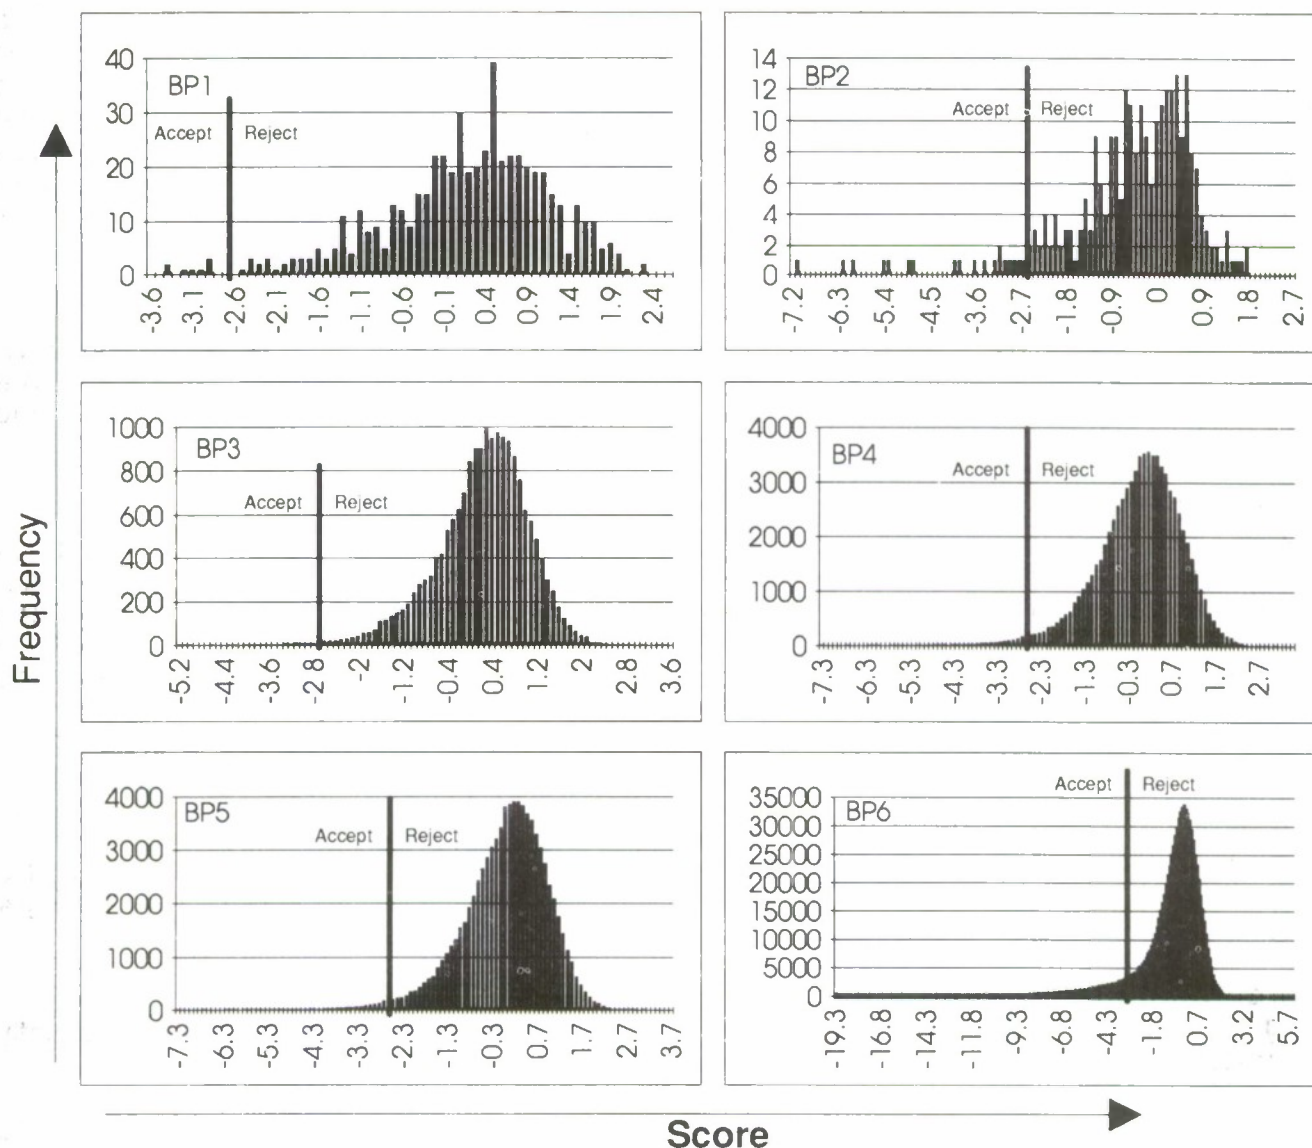 Frequency
BP1
40
30
20
10
0
Accept Reject
-3.6 -3.1 -2.6 -2.1 -1.6 -1.1 -0.6 -0.1 0.4 0.9 1.4 1.9 2.4
BP2
14
12
10
8
6
4
2
0
Accept Reject
-7.2 -6.3 -5.4 -4.5 -3.6 -2.7 -1.8 -0.9 0 0.9 1.8 2.7
BP3
1000
800
600
400
200
0
Accept Reject
-5.2 -4.4 -3.6 -2.8 -2 -1.2 -0.4 0.4 1.2 2 2.8 3.6
BP4
4000
3000
2000
1000
0
Accept Reject
-7.3 -6.3 -5.3 -4.3 -3.3 -2.3 -1.3 -0.3 0.7 1.7 2.7
BP5
4000
3000
2000
1000
0
Accept Reject
-7.3 -6.3 -5.3 -4.3 -3.3 -2.3 -1.3 -0.3 0.7 1.7 2.7 3.7
BP6
35000
30000
25000
20000
15000
10000
5000
0
Accept Reject
-19.3 -16.8 -14.3 -11.8 -9.3 -6.8 -4.3 -1.8 0.7 3.2 5.7
Score